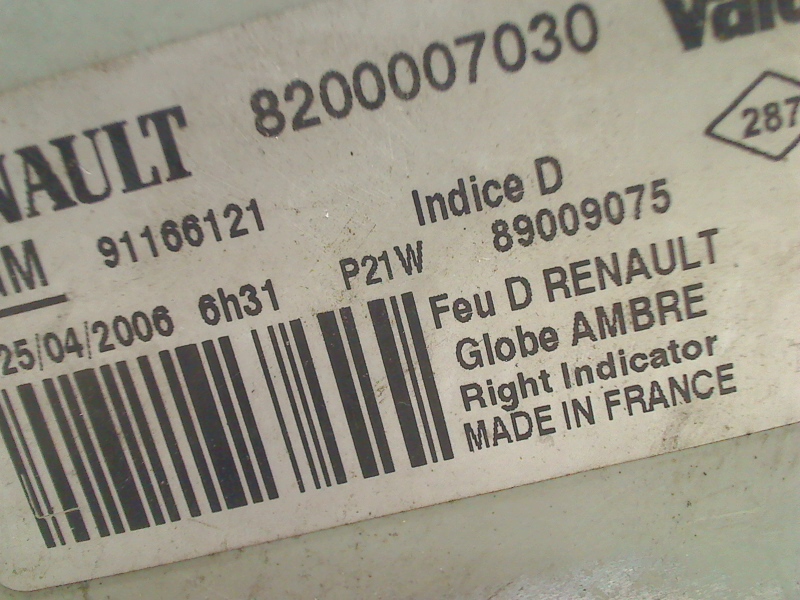 Vale
8200007030
287
NAULT
Indice D
91166121
89009075
P21W
25/04/2006 6h31
Feu D RENAULT
Globe AMBRE
Right Indicator
MADE IN FRANCE